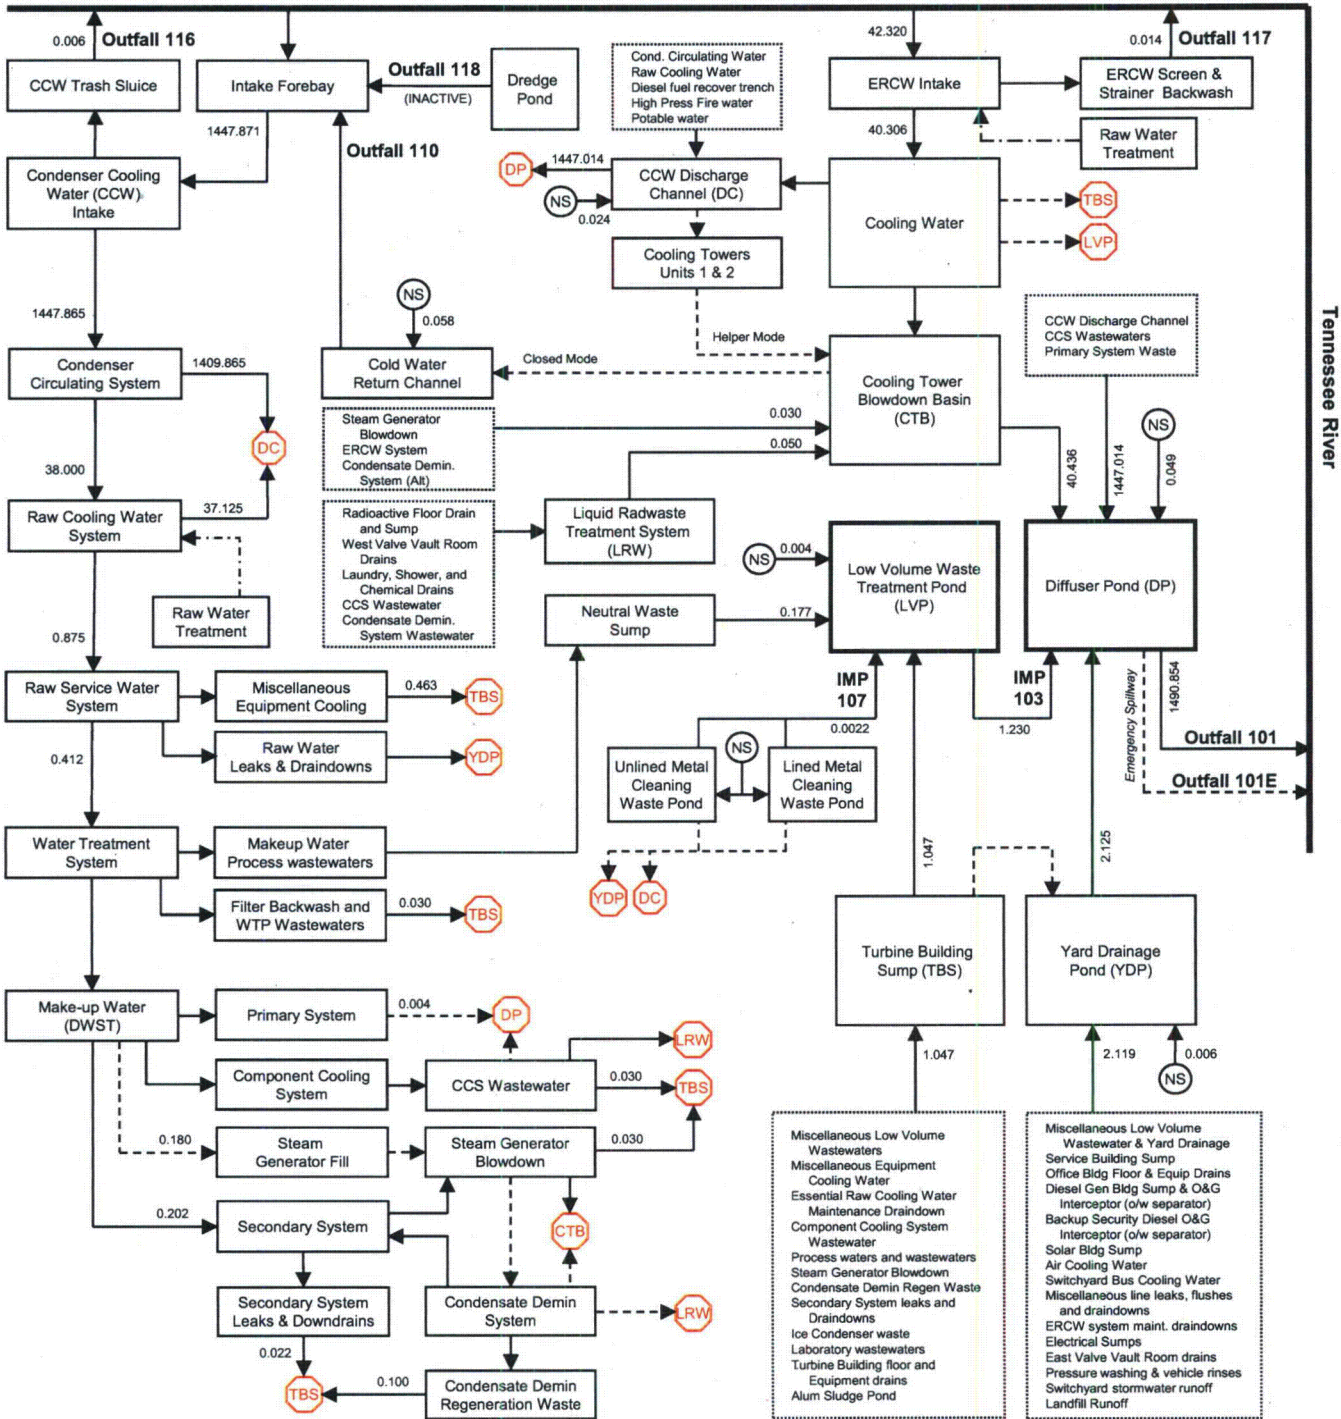 0.006
Outfall 116
42.320
0.014
Outfall 117
CCW Trash Sluice
Intake Forebay
Outfall 118
(INACTIVE)
Dredge
Pond
Cond. Circulating Water
Raw Cooling Water
Diesel fuel recover trench
High Press Fire water
Potable water
ERCW Intake
ERCW Screen &
Strainer Backwash
1447.871
Outfall 110
40.306
Raw Water
Treatment
Condenser Cooling
Water (CCW)
Intake
DP
1447.014
NS
0.024
CCW Discharge
Channel (DC)
Cooling Water
TBS
LVP
Cooling Towers
Units 1 & 2
Tennessee River
1447.865
NS
0.058
Helper Mode
CCW Discharge Channel
CCS Wastewaters
Primary System Waste
Condenser
Circulating System
1409.865
Cold Water
Return Channel
Closed Mode
Cooling Tower
Blowdown Basin
(CTB)
DC
38.000
Steam Generator
Blowdown
ERCW System
Condensate Demin.
System (Alt)
0.030
0.050
40.436
1447.014
NS
0.049
Raw Cooling Water
System
37.125
Radioactive Floor Drain
and Sump
West Valve Vault Room
Drains
Laundry, Shower, and
Chemical Drains
CCS Wastewater
Condensate Demin.
System Wastewater
Liquid Radwaste
Treatment System
(LRW)
NS
0.004
Low Volume Waste
Treatment Pond
(LVP)
Diffuser Pond (DP)
Raw Water
Treatment
Neutral Waste
Sump
0.177
0.875
Raw Service Water
System
Miscellaneous
Equipment Cooling
0.463
TBS
IMP
107
0.0022
IMP
103
1.230
Emergency Spillway
1490.854
Outfall 101
Outfall 101E
0.412
Raw Water
Leaks & Draindowns
YDP
NS
Unlined Metal
Cleaning
Waste Pond
Lined Metal
Cleaning
Waste Pond
Water Treatment
System
Makeup Water
Process wastewaters
1.047
2.125
YDP
DC
Filter Backwash and
WTP Wastewaters
0.030
TBS
Turbine Building
Sump (TBS)
Yard Drainage
Pond (YDP)
Make-up Water
(DWST)
Primary System
0.004
DP
LRW
1.047
2.119
0.006
NS
Component Cooling
System
CCS Wastewater
0.030
TBS
0.180
Steam
Generator Fill
Steam Generator
Blowdown
0.030
0.202
Secondary System
CTB
Secondary System
Leaks & Downdrains
Condensate Demin
System
LRW
0.022
TBS
0.100
Condensate Demin
Regeneration Waste
Miscellaneous Low Volume
Wastewaters
Miscellaneous Equipment
Cooling Water
Essential Raw Cooling Water
Maintenance Draindown
Component Cooling System
Wastewater
Process waters and wastewaters
Steam Generator Blowdown
Condensate Demin Regen Waste
Secondary System leaks and
Draindowns
Ice Condenser waste
Laboratory wastewaters
Turbine Building floor and
Equipment drains
Alum Sludge Pond
Miscellaneous Low Volume
Wastewater & Yard Drainage
Service Building Sump
Office Bldg Floor & Equip Drains
Diesel Gen Bldg Sump & O&G
Interceptor (o/w separator)
Backup Security Diesel O&G
Interceptor (o/w separator)
Solar Bldg Sump
Air Cooling Water
Switchyard Bus Cooling Water
Miscellaneous line leaks, flushes
and draindowns
ERCW system maint. draindowns
Electrical Sumps
East Valve Vault Room drains
Pressure washing & vehicle rinses
Switchyard stormwater runoff
Landfill Runoff